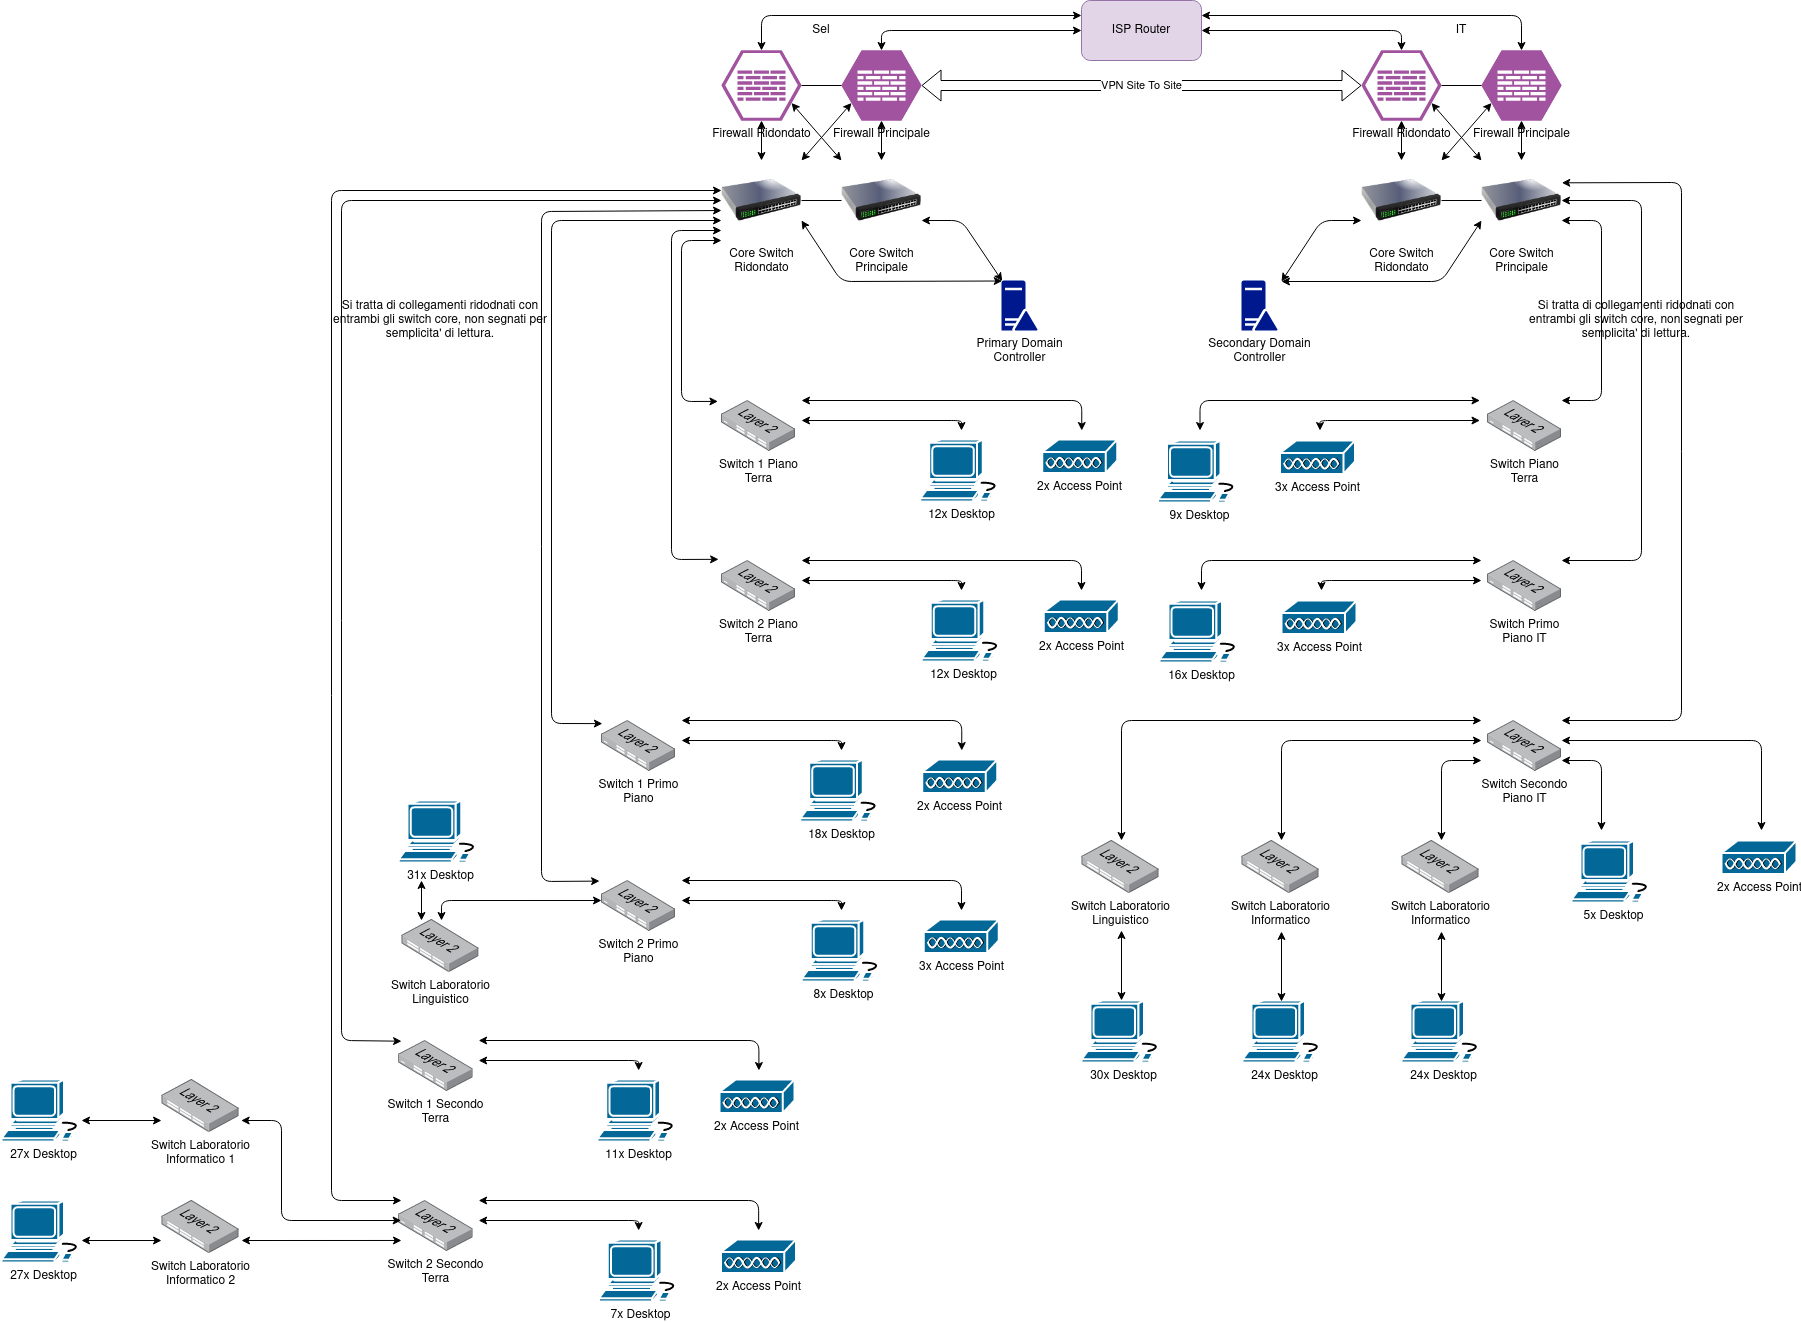 Sel
ISP Router
IT
VPN Site To Site
Firewall Ridondato
Firewall Principale
Firewall Ridondato
Firewall Principale
Core Switch
Ridondato
Core Switch
Principale
Core Switch
Ridondato
Core Switch
Principale
Si tratta di collegamenti ridodnati con
entrambi gli switch core, non segnati per
semplicita' di lettura.
Si tratta di collegamenti ridodnati con
entrambi gli switch core, non segnati per
semplicita' di lettura.
Primary Domain
Controller
Secondary Domain
Controller
Layer 2
Switch 1 Piano
Terra
12x Desktop
2x Access Point
9x Desktop
3x Access Point
Layer 2
Switch Piano
Terra
Layer 2
Switch 2 Piano
Terra
12x Desktop
2x Access Point
16x Desktop
3x Access Point
Layer 2
Switch Primo
Piano IT
Layer 2
Switch 1 Primo
Piano
18x Desktop
2x Access Point
Layer 2
Switch Secondo
Piano IT
31x Desktop
Layer 2
Switch Laboratorio
Linguistico
Layer 2
Switch 2 Primo
Piano
8x Desktop
3x Access Point
Layer 2
Switch Laboratorio
Linguistico
Layer 2
Switch Laboratorio
Informatico
Layer 2
Switch Laboratorio
Informatico
5x Desktop
2x Access Point
30x Desktop
24x Desktop
24x Desktop
Layer 2
Switch 1 Secondo
Terra
11x Desktop
2x Access Point
27x Desktop
Layer 2
Switch Laboratorio
Informatico 1
27x Desktop
Layer 2
Switch Laboratorio
Informatico 2
Layer 2
Switch 2 Secondo
Terra
7x Desktop
2x Access Point